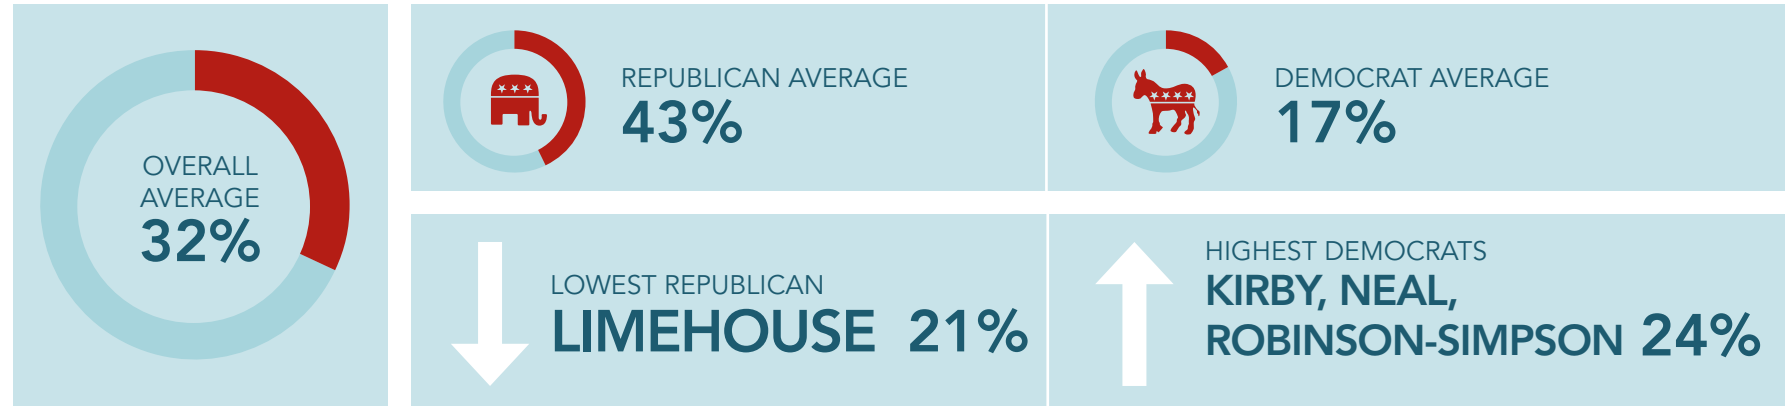 OVERALL
AVERAGE
32%
REPUBLICAN AVERAGE
43%
DEMOCRAT AVERAGE
17%
LOWEST REPUBLICAN
LIMEHOUSE 21%
HIGHEST DEMOCRATS
KIRBY, NEAL,
ROBINSON-SIMPSON 24%